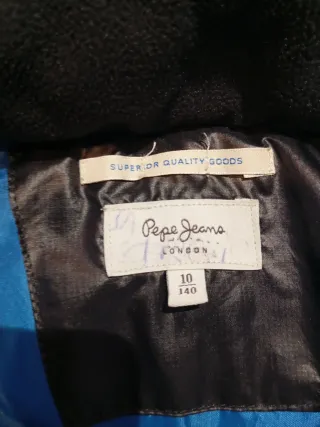 SUPERIOR QUALITY GOODS
Pepe Jeans
LONDON
10
140